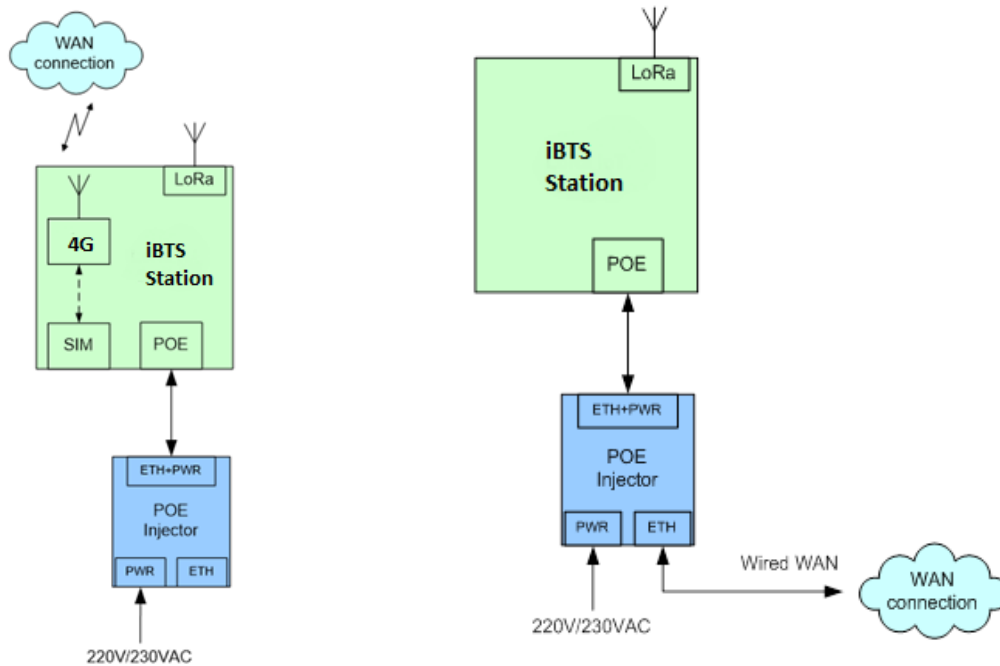 WAN
connection
LoRa
4G
iBTS
Station
SIM
POE
ETH+PWR
POE
Injector
PWR
ETH
220V/230VAC
LoRa
iBTS
Station
POE
ETH+PWR
POE
Injector
PWR
ETH
220V/230VAC
Wired WAN
WAN
connection